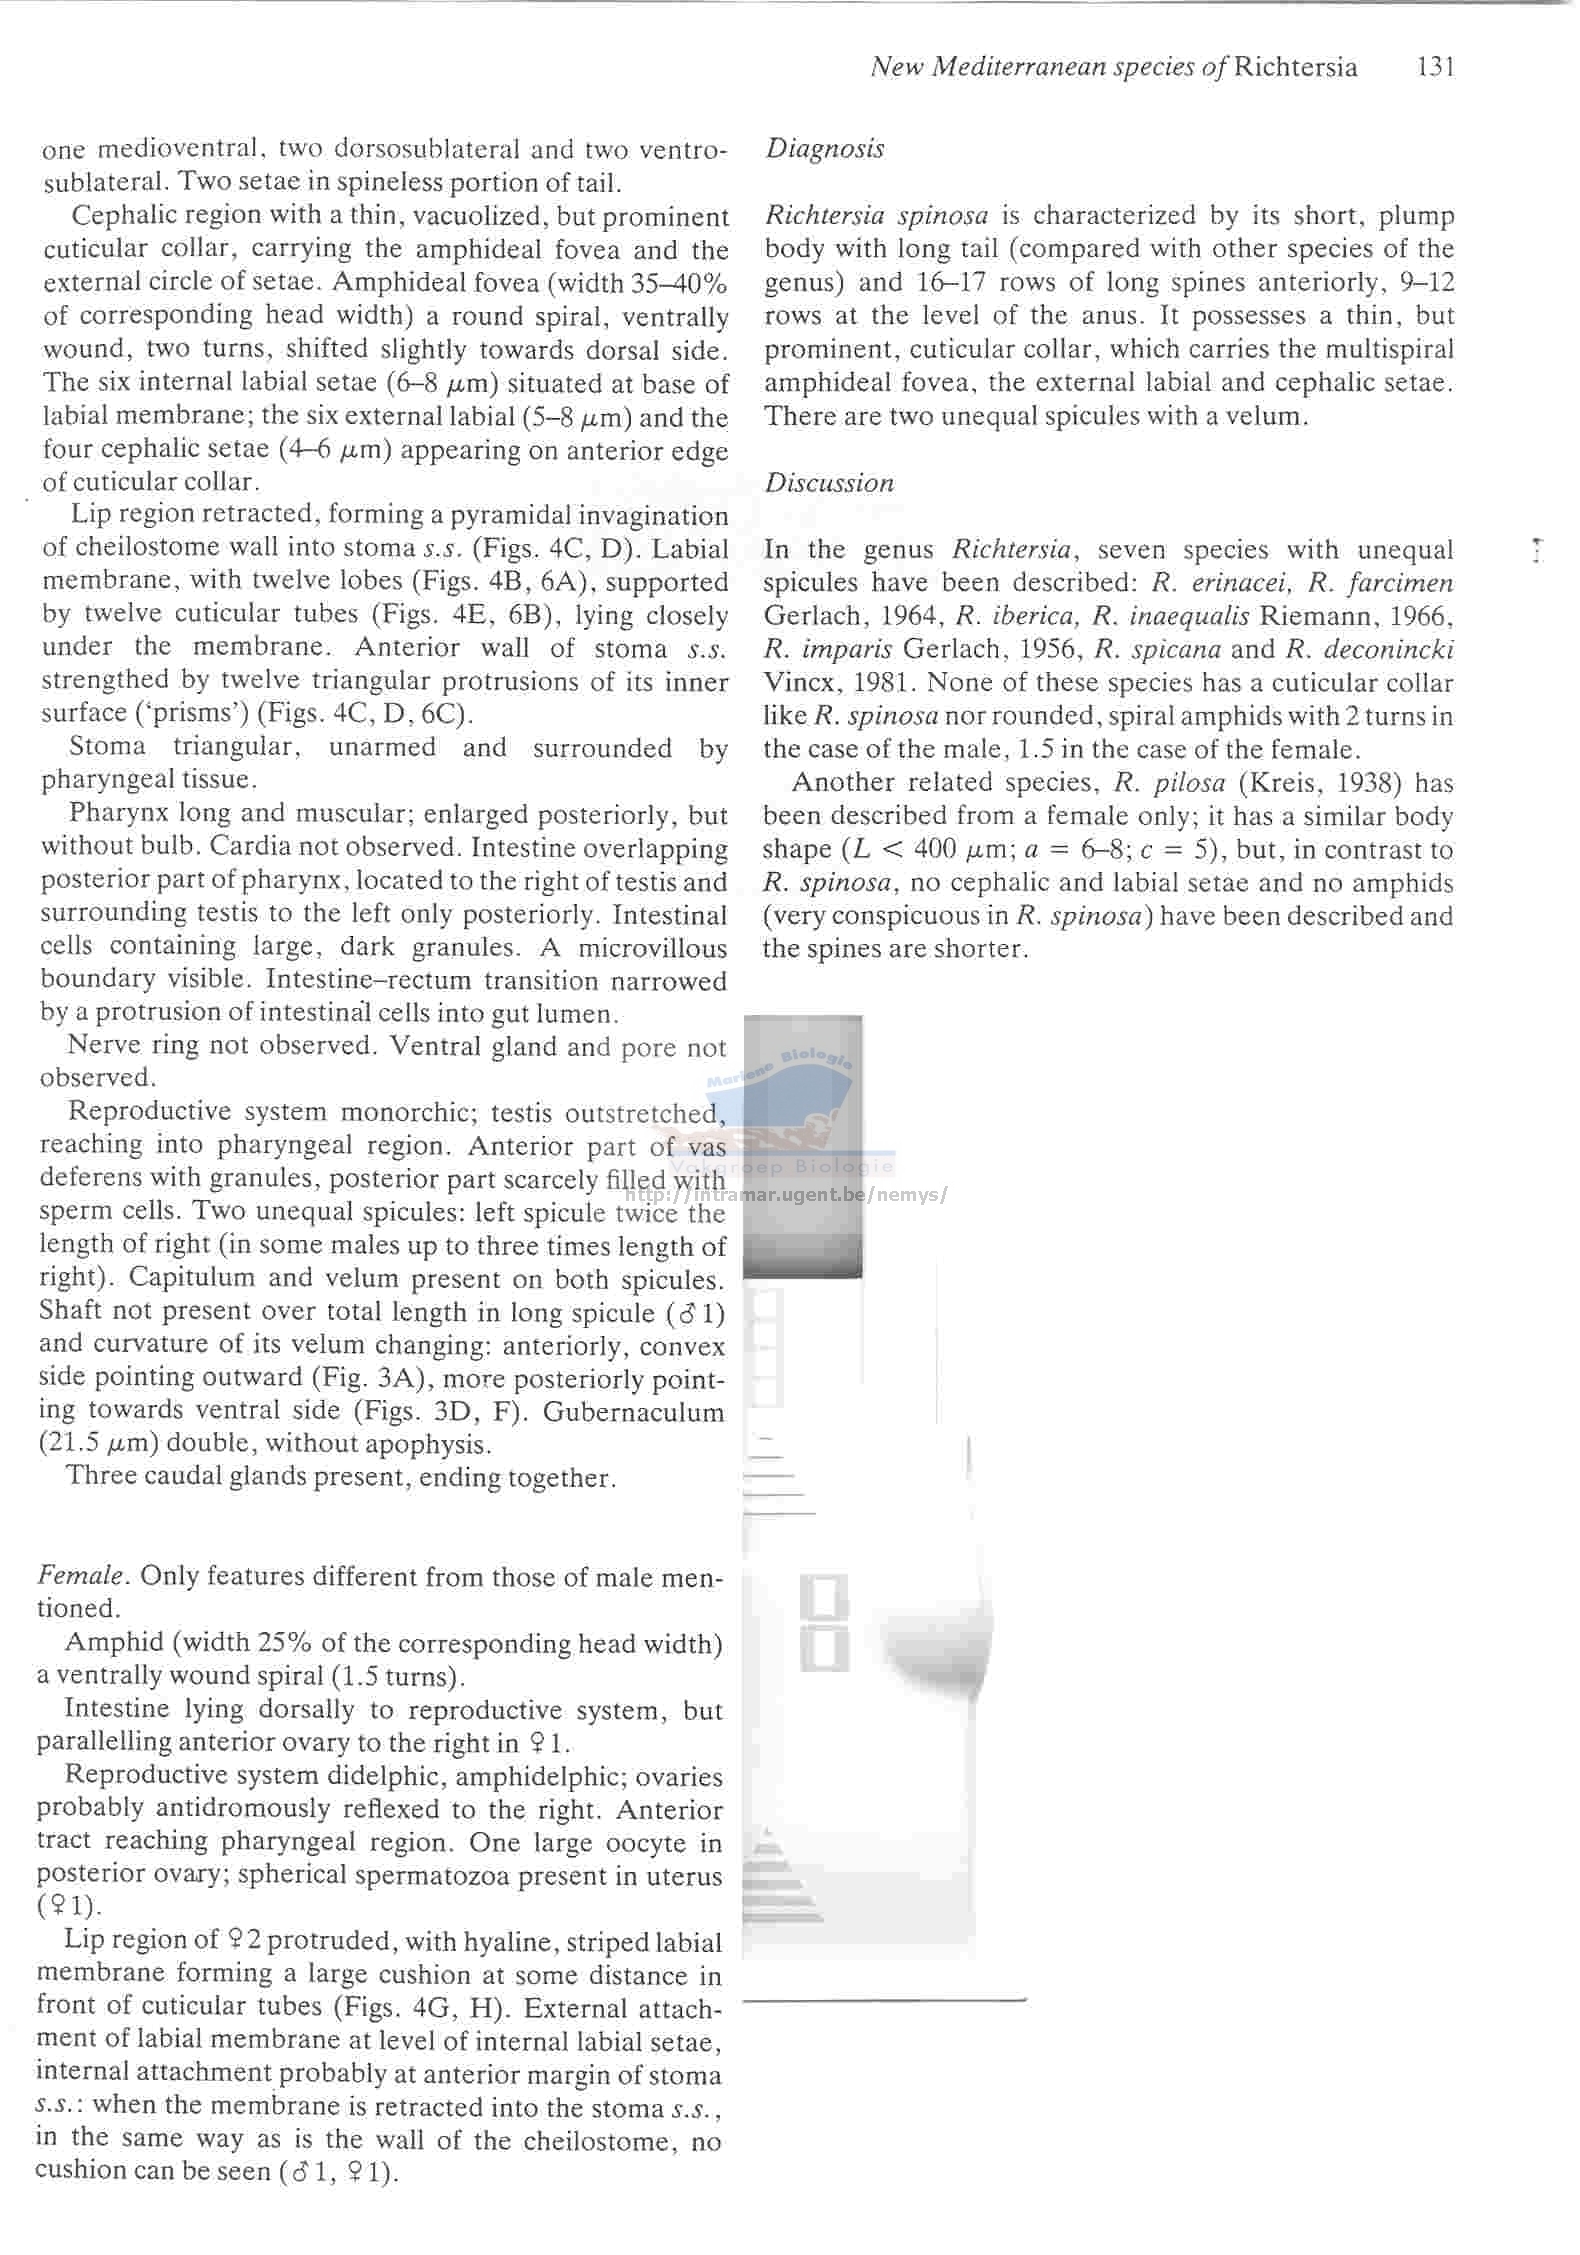 New Mediterranean species of Richtersia 131
one medioventral, two dorsosublateral and two ventro-
sublateral. Two setae in spineless portion of tail.
Cephalic region with a thin, vacuolized, but prominent
cuticular collar, carrying the amphideal fovea and the
external circle of setae. Amphideal fovea (width 35–40%
of corresponding head width) a round spiral, ventrally
wound, two turns, shifted slightly towards dorsal side.
The six internal labial setae (6–8 μm) situated at base of
labial membrane; the six external labial (5–8 μm) and the
four cephalic setae (4–6 μm) appearing on anterior edge
of cuticular collar.
Lip region retracted, forming a pyramidal invagination
of cheilostome wall into stoma s.s. (Figs. 4C, D). Labial
membrane, with twelve lobes (Figs. 4B, 6A), supported
by twelve cuticular tubes (Figs. 4E, 6B), lying closely
under the membrane. Anterior wall of stoma s.s.
strengthed by twelve triangular protrusions of its inner
surface (‘prisms’) (Figs. 4C, D, 6C).
Stoma triangular, unarmed and surrounded by
pharyngeal tissue.
Pharynx long and muscular; enlarged posteriorly, but
without bulb. Cardia not observed. Intestine overlapping
posterior part of pharynx, located to the right of testis and
surrounding testis to the left only posteriorly. Intestinal
cells containing large, dark granules. A microvillous
boundary visible. Intestine–rectum transition narrowed
by a protrusion of intestinal cells into gut lumen.
Nerve ring not observed. Ventral gland and pore not
observed.
Reproductive system monorchic; testis outstretched,
reaching into pharyngeal region. Anterior part of vas
deferens with granules, posterior part scarcely filled with
sperm cells. Two unequal spicules: left spicule twice the
length of right (in some males up to three times length of
right). Capitulum and velum present on both spicules.
Shaft not present over total length in long spicule (♂1)
and curvature of its velum changing: anteriorly, convex
side pointing outward (Fig. 3A), more posteriorly point-
ing towards ventral side (Figs. 3D, F). Gubernaculum
(21.5 μm) double, without apophysis.
Three caudal glands present, ending together.
Female. Only features different from those of male men-
tioned.
Amphid (width 25% of the corresponding head width)
a ventrally wound spiral (1.5 turns).
Intestine lying dorsally to reproductive system, but
parallelling anterior ovary to the right in ♀1.
Reproductive system didelphic, amphidelphic; ovaries
probably antidromously reflexed to the right. Anterior
tract reaching pharyngeal region. One large oocyte in
posterior ovary; spherical spermatozoa present in uterus
(♀1).
Lip region of ♀2 protruded, with hyaline, striped labial
membrane forming a large cushion at some distance in
front of cuticular tubes (Figs. 4G, H). External attach-
ment of labial membrane at level of internal labial setae,
internal attachment probably at anterior margin of stoma
s.s.: when the membrane is retracted into the stoma s.s.,
in the same way as is the wall of the cheilostome, no
cushion can be seen (♂1, ♀1).
Diagnosis
Richtersia spinosa is characterized by its short, plump
body with long tail (compared with other species of the
genus) and 16–17 rows of long spines anteriorly, 9–12
rows at the level of the anus. It possesses a thin, but
prominent, cuticular collar, which carries the multispiral
amphideal fovea, the external labial and cephalic setae.
There are two unequal spicules with a velum.
Discussion
In the genus Richtersia, seven species with unequal
spicules have been described: R. erinacei, R. farcimen
Gerlach, 1964, R. iberica, R. inaequalis Riemann, 1966,
R. imparis Gerlach, 1956, R. spicana and R. deconincki
Vincx, 1981. None of these species has a cuticular collar
like R. spinosa nor rounded, spiral amphids with 2 turns in
the case of the male, 1.5 in the case of the female.
Another related species, R. pilosa (Kreis, 1938) has
been described from a female only; it has a similar body
shape (L < 400 μm; a = 6–8; c = 5), but, in contrast to
R. spinosa, no cephalic and labial setae and no amphids
(very conspicuous in R. spinosa) have been described and
the spines are shorter.
Mariene Biologie
Vakgroep Biologie
http://intramar.ugent.be/nemys/